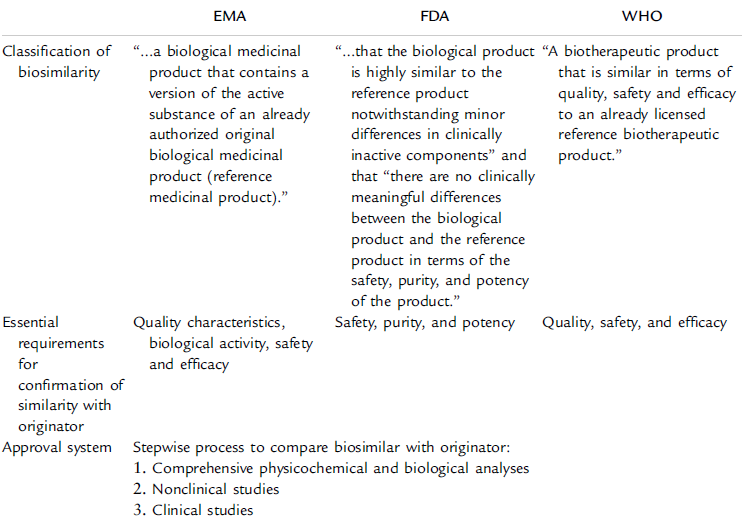 EMA FDA WHO
Classification of biosimilarity
"…a biological medicinal
product that contains a
version of the active
substance of an already
authorized original
biological medicinal
product (reference
medicinal product)."
"…that the biological product
is highly similar to the
reference product
notwithstanding minor
differences in clinically
inactive components" and
that "there are no clinically
meaningful differences
between the biological
product and the reference
product in terms of the
safety, purity, and potency
of the product."
"A biotherapeutic product
that is similar in terms of
quality, safety and efficacy
to an already licensed
reference biotherapeutic
product."
Essential
requirements
for
confirmation of
similarity with
originator
Quality characteristics,
biological activity, safety
and efficacy
Safety, purity, and potency
Quality, safety, and efficacy
Approval system
Stepwise process to compare biosimilar with originator:
1. Comprehensive physicochemical and biological analyses
2. Nonclinical studies
3. Clinical studies